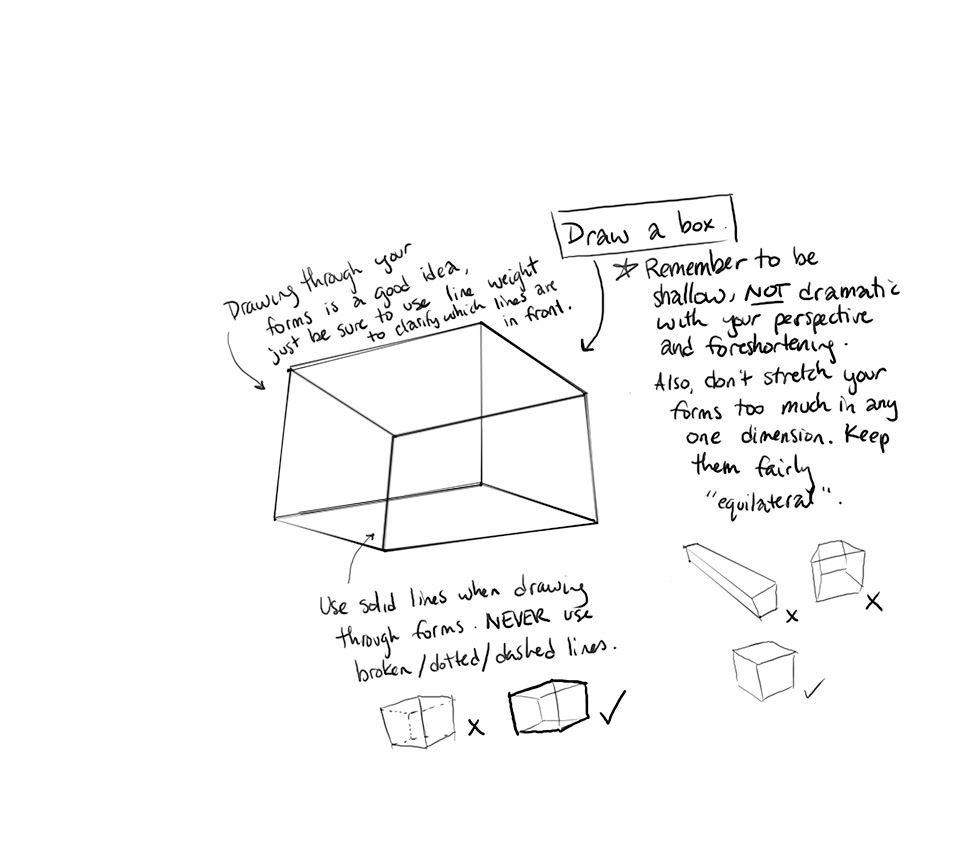 Draw a box.
Drawing through your
forms is a good idea,
just be sure to use line weight
to clarify which lines are
in front.
Remember to be
shallow, NOT dramatic
with your perspective
and foreshortening.
Also, don't stretch your
forms too much in any
one dimension. Keep
them fairly
"equilateral".
Use solid lines when drawing
through forms. NEVER use
broken/dotted/dashed lines.